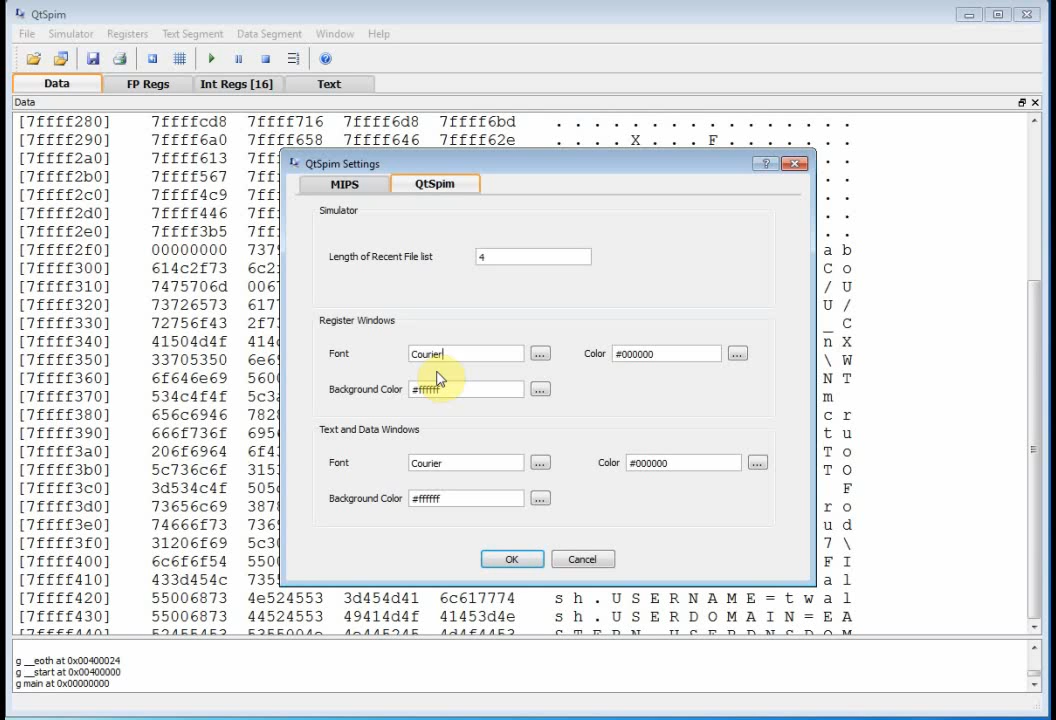 QtSpim
File Simulator Registers Text Segment Data Segment Window Help
Data FP Regs Int Regs [16] Text
Data
[7ffff280] 7ffffcd8 7ffff716 7ffff6d8 7ffff6bd . . . . . . . . . . . . . . . .
[7ffff290] 7ffff6a0 7ffff658 7ffff646 7ffff62e . . . . X . . . F . . . . . . .
[7ffff2a0] 7ffff613
[7ffff2b0] 7ffff567
[7ffff2c0] 7ffff4c9
[7ffff2d0] 7ffff446
[7ffff2e0] 7ffff3b5
[7ffff2f0] 00000000 a b
[7ffff300] 614c2f73 C o
[7ffff310] 7475706d / U
[7ffff320] 73726573 U /
[7ffff330] 72756f43 _ C
[7ffff340] 41504d4f n X
[7ffff350] 33705350 \ W
[7ffff360] 6f646e69 N T
[7ffff370] 534c4f4f m
[7ffff380] 656c6946 c r
[7ffff390] 666f736f t u
[7ffff3a0] 206f6964 T o
[7ffff3b0] 5c736c6f T O
[7ffff3c0] 3d534c4f F
[7ffff3d0] 73656c69 r o
[7ffff3e0] 74666f73 u d
[7ffff3f0] 31206f69 7 \
[7ffff400] 6c6f6f54 F I
[7ffff410] 433d454c a l
[7ffff420] 55006873 4e524553 3d454d41 6c617774 s h . U S E R N A M E = t w a l
[7ffff430] 55006873 44524553 49414d4f 41453d4e s h . U S E R D O M A I N = E A
QtSpim Settings
MIPS QtSpim
Simulator
Length of Recent File list 4
Register Windows
Font Courier ... Color #000000 ...
Background Color #ffffff ...
Text and Data Windows
Font Courier ... Color #000000 ...
Background Color #ffffff ...
OK Cancel
g __eoth at 0x00400024
g __start at 0x00400000
g main at 0x00000000